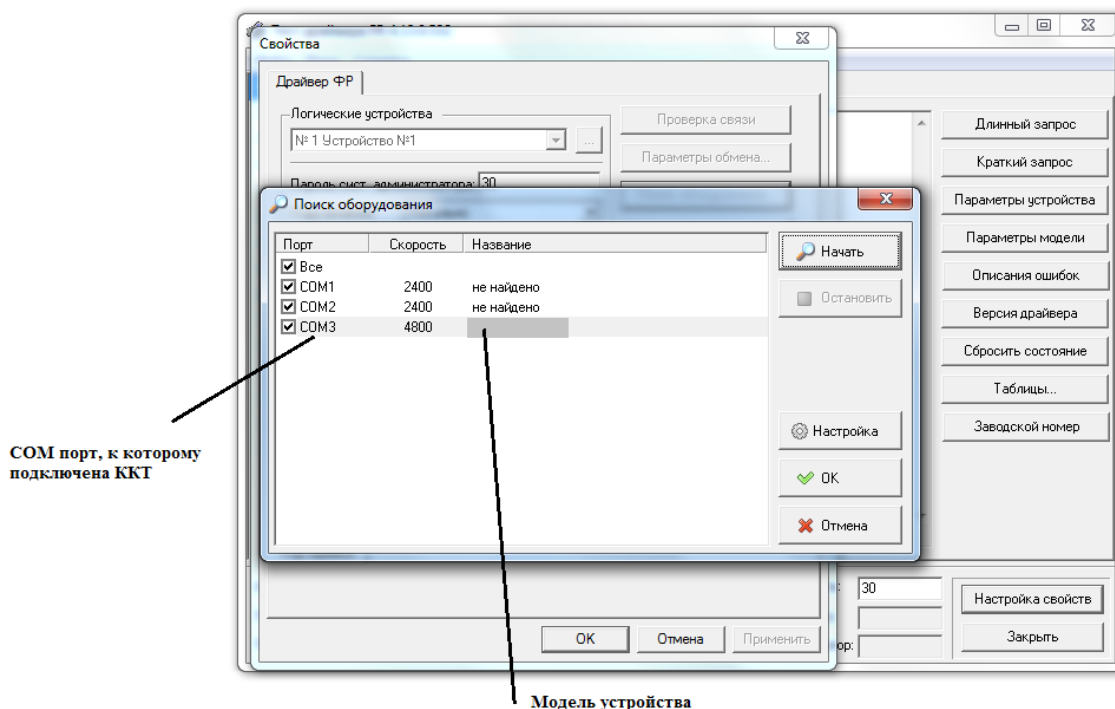 Свойства
Драйвер ФР
Логические устройства
№ 1 Устройство №1
...
Проверка связи
Параметры обмена...
Пароль сист. администратора: 30
Поиск оборудования
Порт Скорость Название
Все
COM1 2400 не найдено
COM2 2400 не найдено
COM3 4800
Начать
Остановить
Настройка
OK
Отмена
OK Отмена Применить
Длинный запрос
Краткий запрос
Параметры устройства
Параметры модели
Описания ошибок
Версия драйвера
Сбросить состояние
Таблицы...
Заводской номер
30
Настройка свойств
ор:
Закрыть
COM порт, к которому
подключена ККТ
Модель устройства